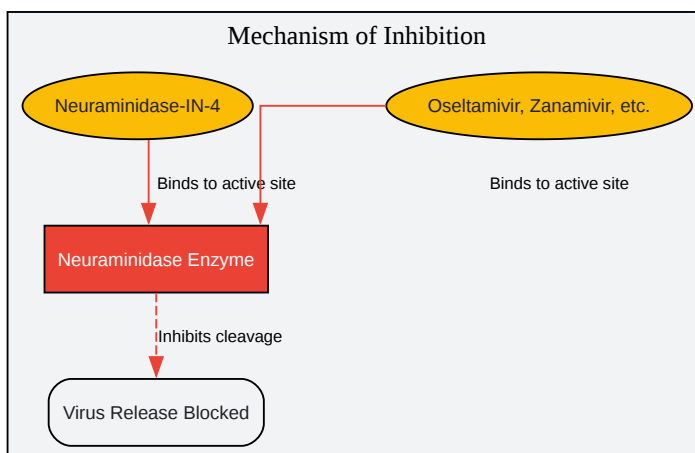 Mechanism of Inhibition
Neuraminidase-IN-4
Oseltamivir, Zanamivir, etc.
Binds to active site
Binds to active site
Neuraminidase Enzyme
Inhibits cleavage
Virus Release Blocked